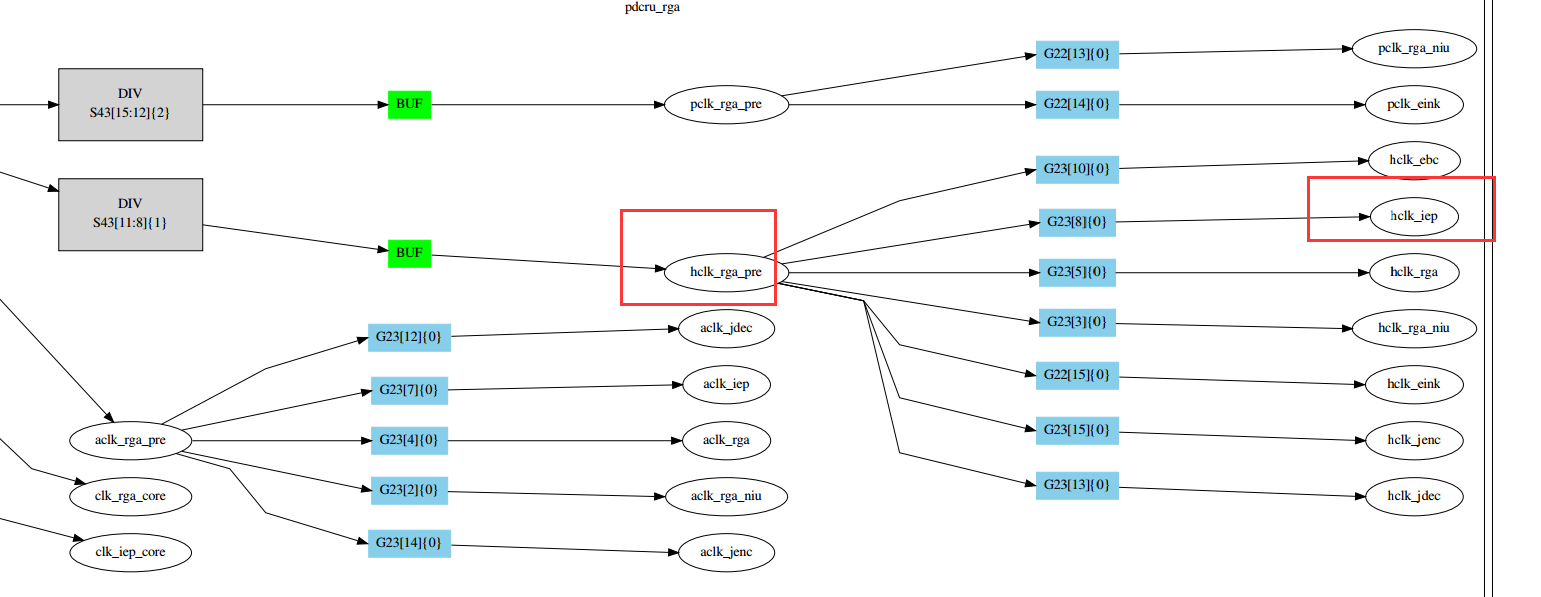 pdcru_rga
DIV
S43[15:12]{2}
BUF
pclk_rga_pre
G22[13]{0}
pclk_rga_niu
G22[14]{0}
pclk_eink
DIV
S43[11:8]{1}
BUF
hclk_rga_pre
G23[10]{0}
hclk_ebc
G23[8]{0}
hclk_iep
G23[5]{0}
hclk_rga
G23[3]{0}
hclk_rga_niu
G22[15]{0}
hclk_eink
G23[15]{0}
hclk_jenc
G23[13]{0}
hclk_jdec
aclk_rga_pre
G23[12]{0}
aclk_jdec
G23[7]{0}
aclk_iep
G23[4]{0}
aclk_rga
G23[2]{0}
aclk_rga_niu
G23[14]{0}
aclk_jenc
clk_rga_core
clk_iep_core